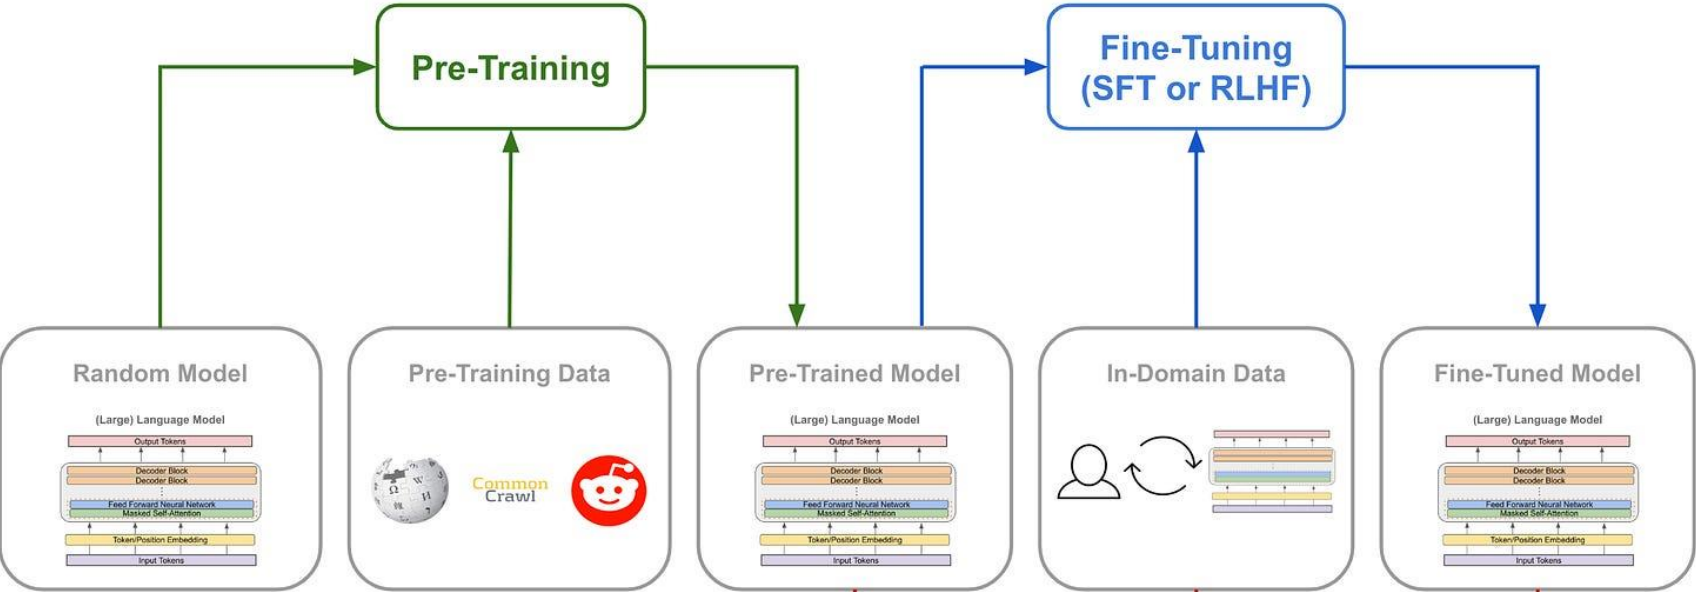 Pre-Training
Fine-Tuning
(SFT or RLHF)
Random Model
(Large) Language Model
Output Tokens
Decoder Block
Decoder Block
Feed Forward Neural Network
Masked Self-Attention
Token/Position Embedding
Input Tokens
Pre-Training Data
Common
Crawl
Pre-Trained Model
(Large) Language Model
Output Tokens
Decoder Block
Decoder Block
Feed Forward Neural Network
Masked Self-Attention
Token/Position Embedding
Input Tokens
In-Domain Data
Fine-Tuned Model
(Large) Language Model
Output Tokens
Decoder Block
Decoder Block
Feed Forward Neural Network
Masked Self-Attention
Token/Position Embedding
Input Tokens